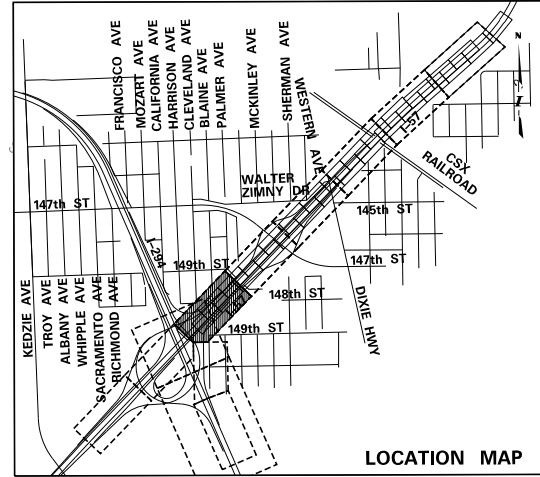 FRANCISCO AVE
MOZART AVE
CALIFORNIA AVE
HARRISON AVE
CLEVELAND AVE
BLAINE AVE
PALMER AVE
MCKINLEY AVE
SHERMAN AVE
WESTERN AVE
N
I-57
CSX
RAILROAD
WALTER
ZIMNY DR
147th ST
145th ST
I-294
149th ST
147th ST
148th ST
149th ST
DIXIE HWY
KEDZIE AVE
TROY AVE
ALBANY AVE
WHIPPLE AVE
SACRAMENTO AVE
RICHMOND AVE
LOCATION MAP